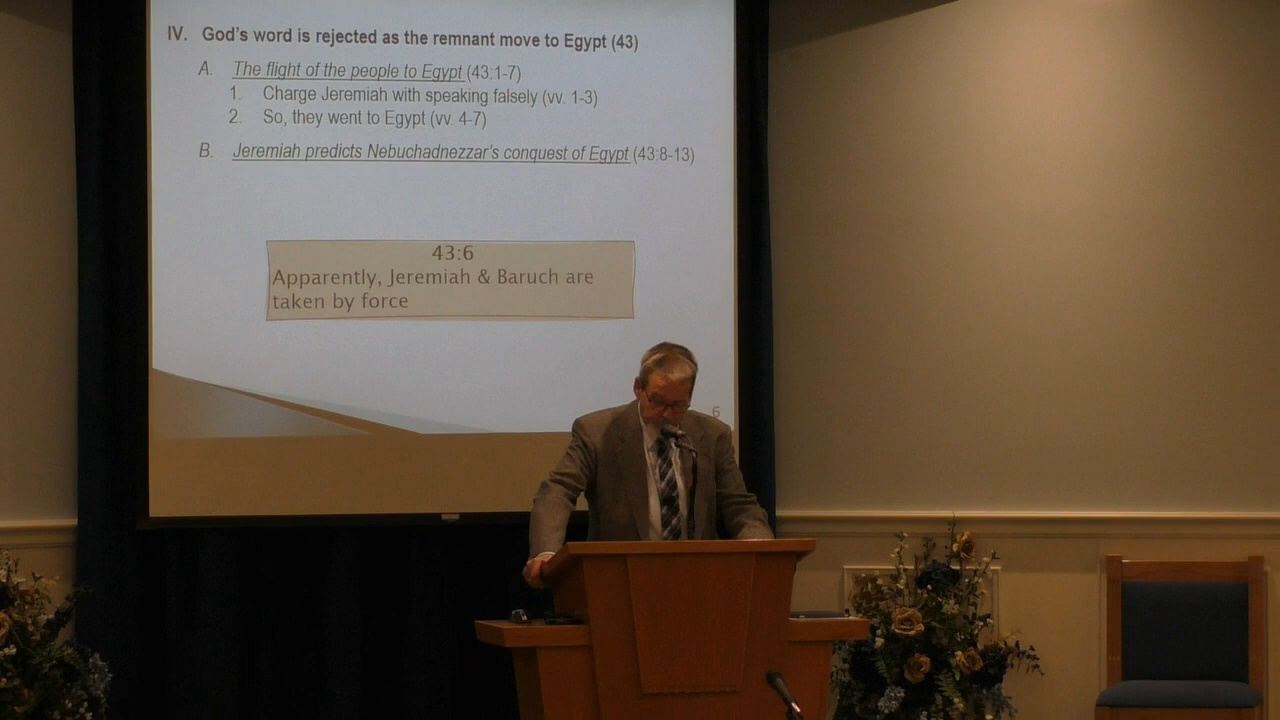 IV. God's word is rejected as the remnant move to Egypt (43)
A. The flight of the people to Egypt (43:1-7)
1. Charge Jeremiah with speaking falsely (vv. 1-3)
2. So, they went to Egypt (vv. 4-7)
B. Jeremiah predicts Nebuchadnezzar's conquest of Egypt (43:8-13)
43:6
Apparently, Jeremiah & Baruch are
taken by force
6